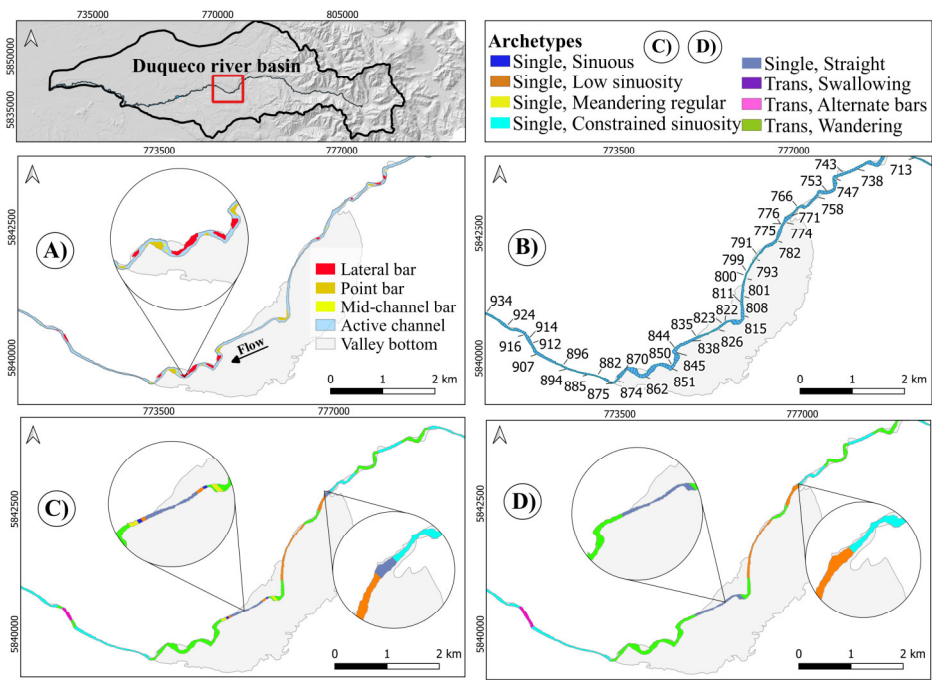 735000 770000 805000
5850000
5835000
Duqueco river basin
Archetypes
C) D)
Single, Sinuous
Single, Low sinuosity
Single, Meandering regular
Single, Constrained sinuosity
Single, Straight
Trans, Swallowing
Trans, Alternate bars
Trans, Wandering
773500 777000
5842500
5840000
A)
Lateral bar
Point bar
Mid-channel bar
Active channel
Valley bottom
Flow
0 1 2 km
773500 777000
5842500
5840000
B)
743
713
753
738
747
766
758
776
771
775
774
782
791
799
793
800
801
811
808
822
823
815
835
826
844
838
934
924
914
916
912
907
896
882
870
850
845
894
885
875
874
862
851
0 1 2 km
773500 777000
5842500
5840000
C)
0 1 2 km
773500 777000
5842500
5840000
D)
0 1 2 km